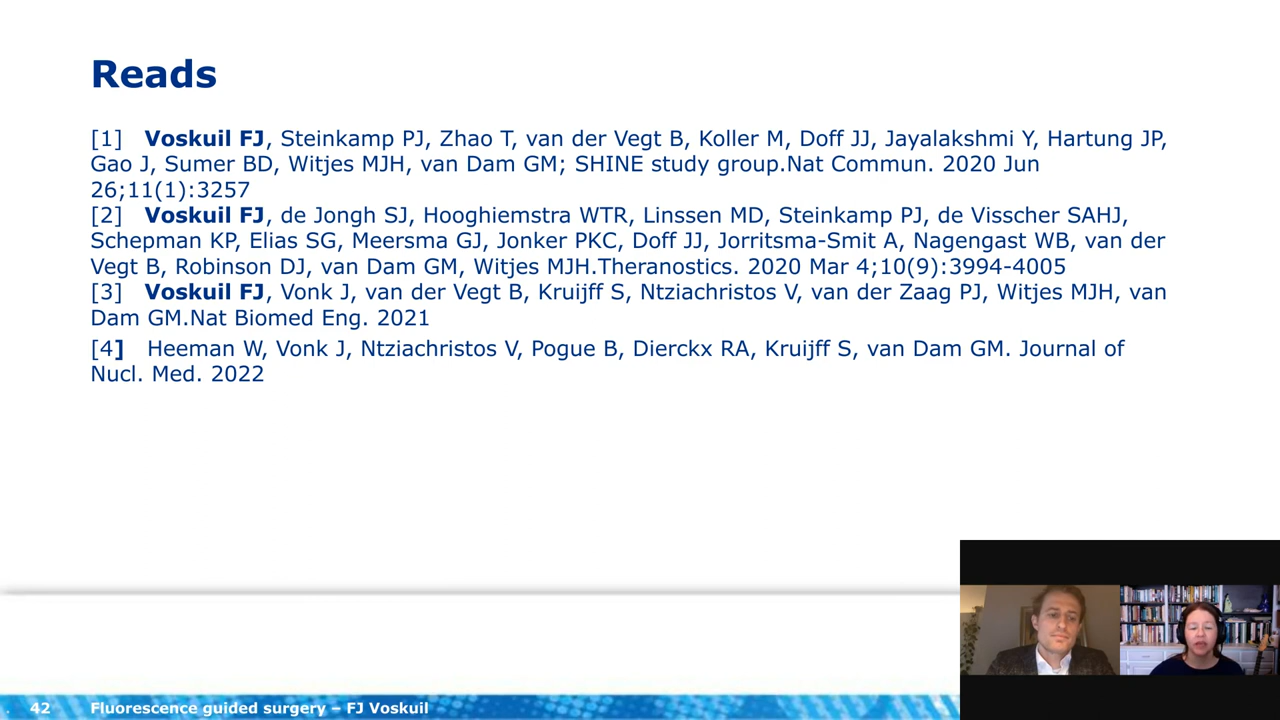 Reads
[1] Voskuil FJ, Steinkamp PJ, Zhao T, van der Vegt B, Koller M, Doff JJ, Jayalakshmi Y, Hartung JP,
Gao J, Sumer BD, Witjes MJH, van Dam GM; SHINE study group.Nat Commun. 2020 Jun
26;11(1):3257
[2] Voskuil FJ, de Jongh SJ, Hooghiemstra WTR, Linssen MD, Steinkamp PJ, de Visscher SAHJ,
Schepman KP, Elias SG, Meersma GJ, Jonker PKC, Doff JJ, Jorritsma-Smit A, Nagengast WB, van der
Vegt B, Robinson DJ, van Dam GM, Witjes MJH.Theranostics. 2020 Mar 4;10(9):3994-4005
[3] Voskuil FJ, Vonk J, van der Vegt B, Kruijff S, Ntziachristos V, van der Zaag PJ, Witjes MJH, van
Dam GM.Nat Biomed Eng. 2021
[4] Heeman W, Vonk J, Ntziachristos V, Pogue B, Dierckx RA, Kruijff S, van Dam GM. Journal of
Nucl. Med. 2022
42 Fluorescence guided surgery – FJ Voskuil